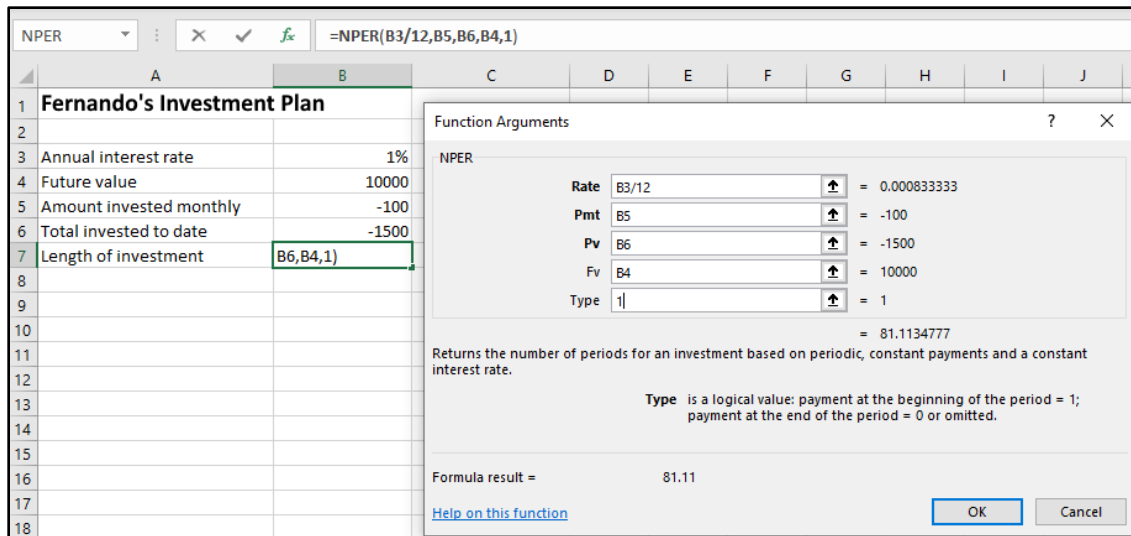 NPER fx =NPER(B3/12,B5,B6,B4,1)
A B C D E F G H I J
1 Fernando's Investment Plan
2
3 Annual interest rate 1%
4 Future value 10000
5 Amount invested monthly -100
6 Total invested to date -1500
7 Length of investment B6,B4,1)
8
9
10
11
12
13
14
15
16
17
18
Function Arguments ? 
NPER
Rate B3/12 = 0.000833333
Pmt B5 = -100
Pv B6 = -1500
Fv B4 = 10000
Type 1 = 1
= 81.1134777
Returns the number of periods for an investment based on periodic, constant payments and a constant
interest rate.
Type is a logical value: payment at the beginning of the period = 1;
payment at the end of the period = 0 or omitted.
Formula result = 81.11
Help on this function OK Cancel